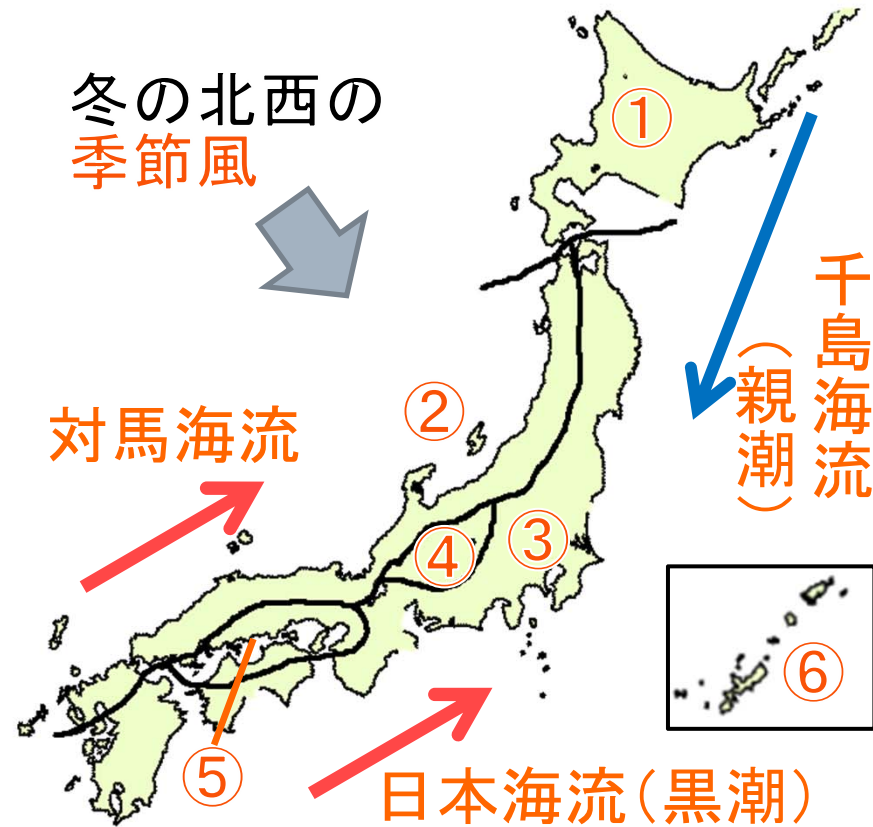 冬の北西の
季節風
①
千島海流
（親潮）
②
対馬海流
③
④
⑥
⑤
日本海流（黒潮）